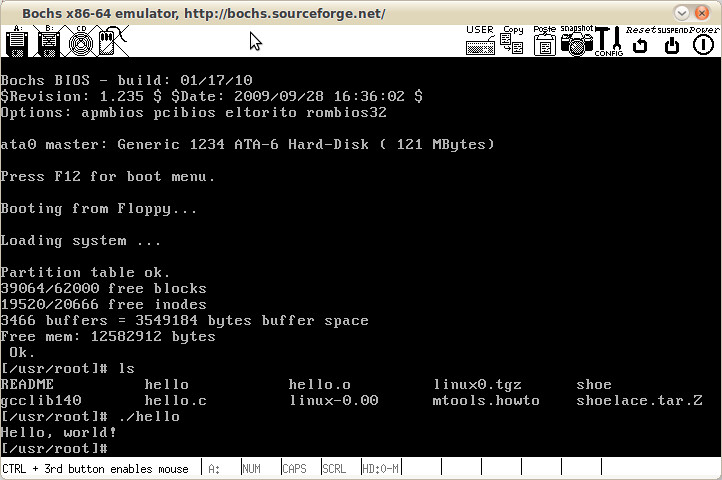 Bochs x86-64 emulator, http://bochs.sourceforge.net/
A: B: CD USER Copy Paste snapshot CONFIG Reset SUSPEND Power
Bochs BIOS - build: 01/17/10
$Revision: 1.235 $ $Date: 2009/09/28 16:36:02 $
Options: apmbios pcibios eltorito rombios32
ata0 master: Generic 1234 ATA-6 Hard-Disk ( 121 MBytes)
Press F12 for boot menu.
Booting from Floppy...
Loading system ...
Partition table ok.
39064/62000 free blocks
19520/20666 free inodes
3466 buffers = 3549184 bytes buffer space
Free mem: 12582912 bytes
 Ok.
[/usr/root]# ls
README hello hello.o linux0.tgz shoe
gcclib140 hello.c linux-0.00 mtools.howto shoelace.tar.Z
[/usr/root]# ./hello
Hello, world!
[/usr/root]#
CTRL + 3rd button enables mouse A: NUM CAPS SCRL HD:0-M